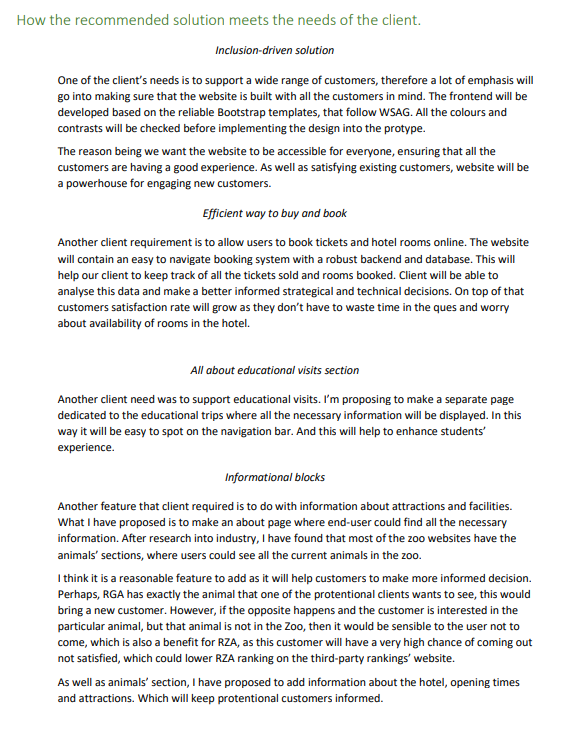 How the recommended solution meets the needs of the client.
Inclusion-driven solution
One of the client's needs is to support a wide range of customers, therefore a lot of emphasis will
go into making sure that the website is built with all the customers in mind. The frontend will be
developed based on the reliable Bootstrap templates, that follow WSAG. All the colours and
contrasts will be checked before implementing the design into the protype.
The reason being we want the website to be accessible for everyone, ensuring that all the
customers are having a good experience. As well as satisfying existing customers, website will be
a powerhouse for engaging new customers.
Efficient way to buy and book
Another client requirement is to allow users to book tickets and hotel rooms online. The website
will contain an easy to navigate booking system with a robust backend and database. This will
help our client to keep track of all the tickets sold and rooms booked. Client will be able to
analyse this data and make a better informed strategical and technical decisions. On top of that
customers satisfaction rate will grow as they don't have to waste time in the ques and worry
about availability of rooms in the hotel.
All about educational visits section
Another client need was to support educational visits. I'm proposing to make a separate page
dedicated to the educational trips where all the necessary information will be displayed. In this
way it will be easy to spot on the navigation bar. And this will help to enhance students'
experience.
Informational blocks
Another feature that client required is to do with information about attractions and facilities.
What I have proposed is to make an about page where end-user could find all the necessary
information. After research into industry, I have found that most of the zoo websites have the
animals' sections, where users could see all the current animals in the zoo.
I think it is a reasonable feature to add as it will help customers to make more informed decision.
Perhaps, RGA has exactly the animal that one of the protentional clients wants to see, this would
bring a new customer. However, if the opposite happens and the customer is interested in the
particular animal, but that animal is not in the Zoo, then it would be sensible to the user not to
come, which is also a benefit for RZA, as this customer will have a very high chance of coming out
not satisfied, which could lower RZA ranking on the third-party rankings' website.
As well as animals' section, I have proposed to add information about the hotel, opening times
and attractions. Which will keep protentional customers informed.